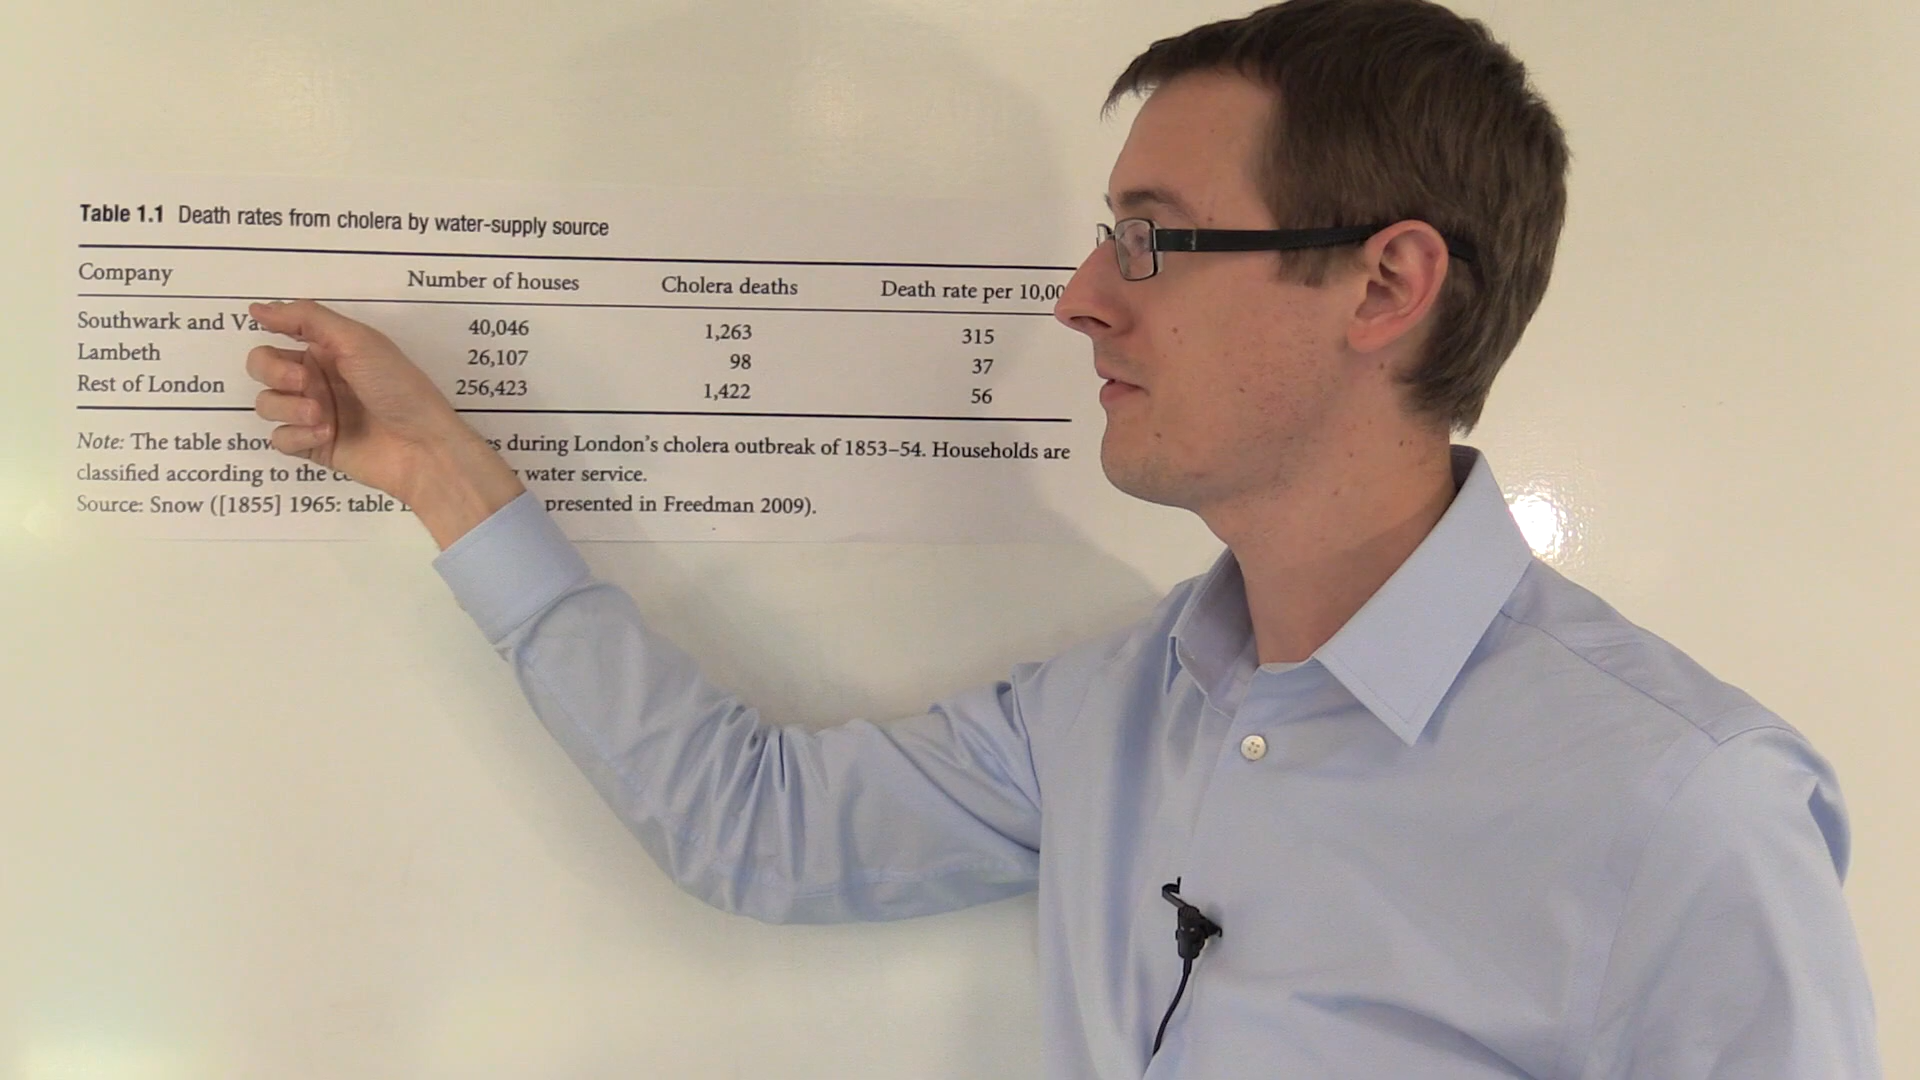 Table 1.1 Death rates from cholera by water-supply source
Company Number of houses Cholera deaths Death rate per 10,00
Southwark and 40,046 1,263 315
Lambeth 26,107 98 37
Rest of London 256,423 1,422 56
Note: The table during London's cholera outbreak of 1853–54. Households are
classified according to the water service.
Source: Snow ([1855] 1965: table presented in Freedman 2009).